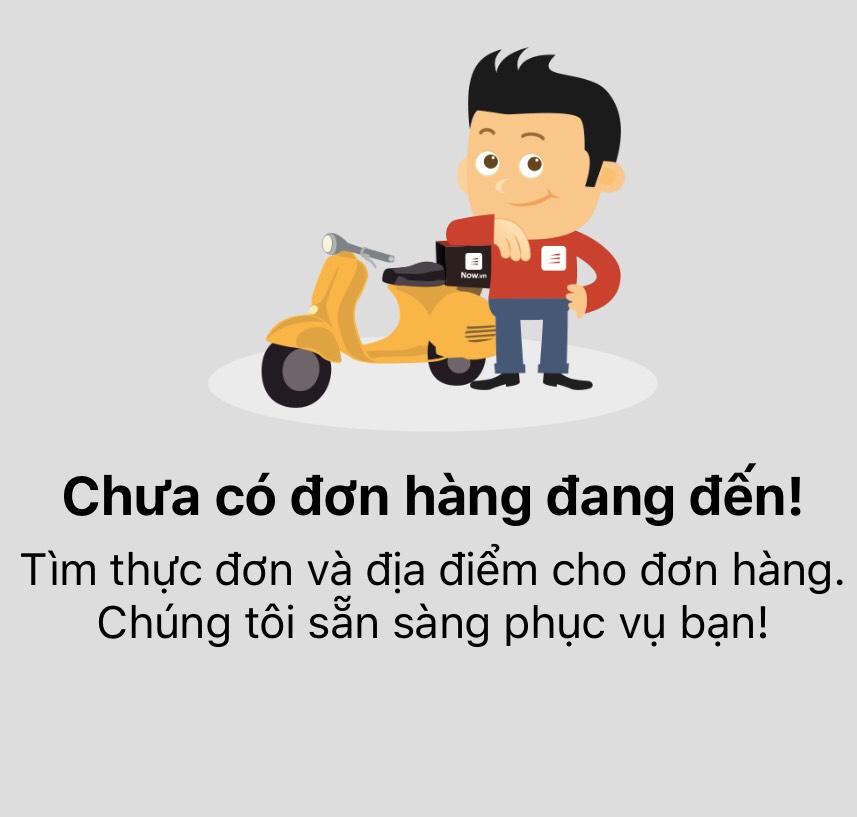 Now.vn
Chưa có đơn hàng đang đến!
Tìm thực đơn và địa điểm cho đơn hàng.
Chúng tôi sẵn sàng phục vụ bạn!